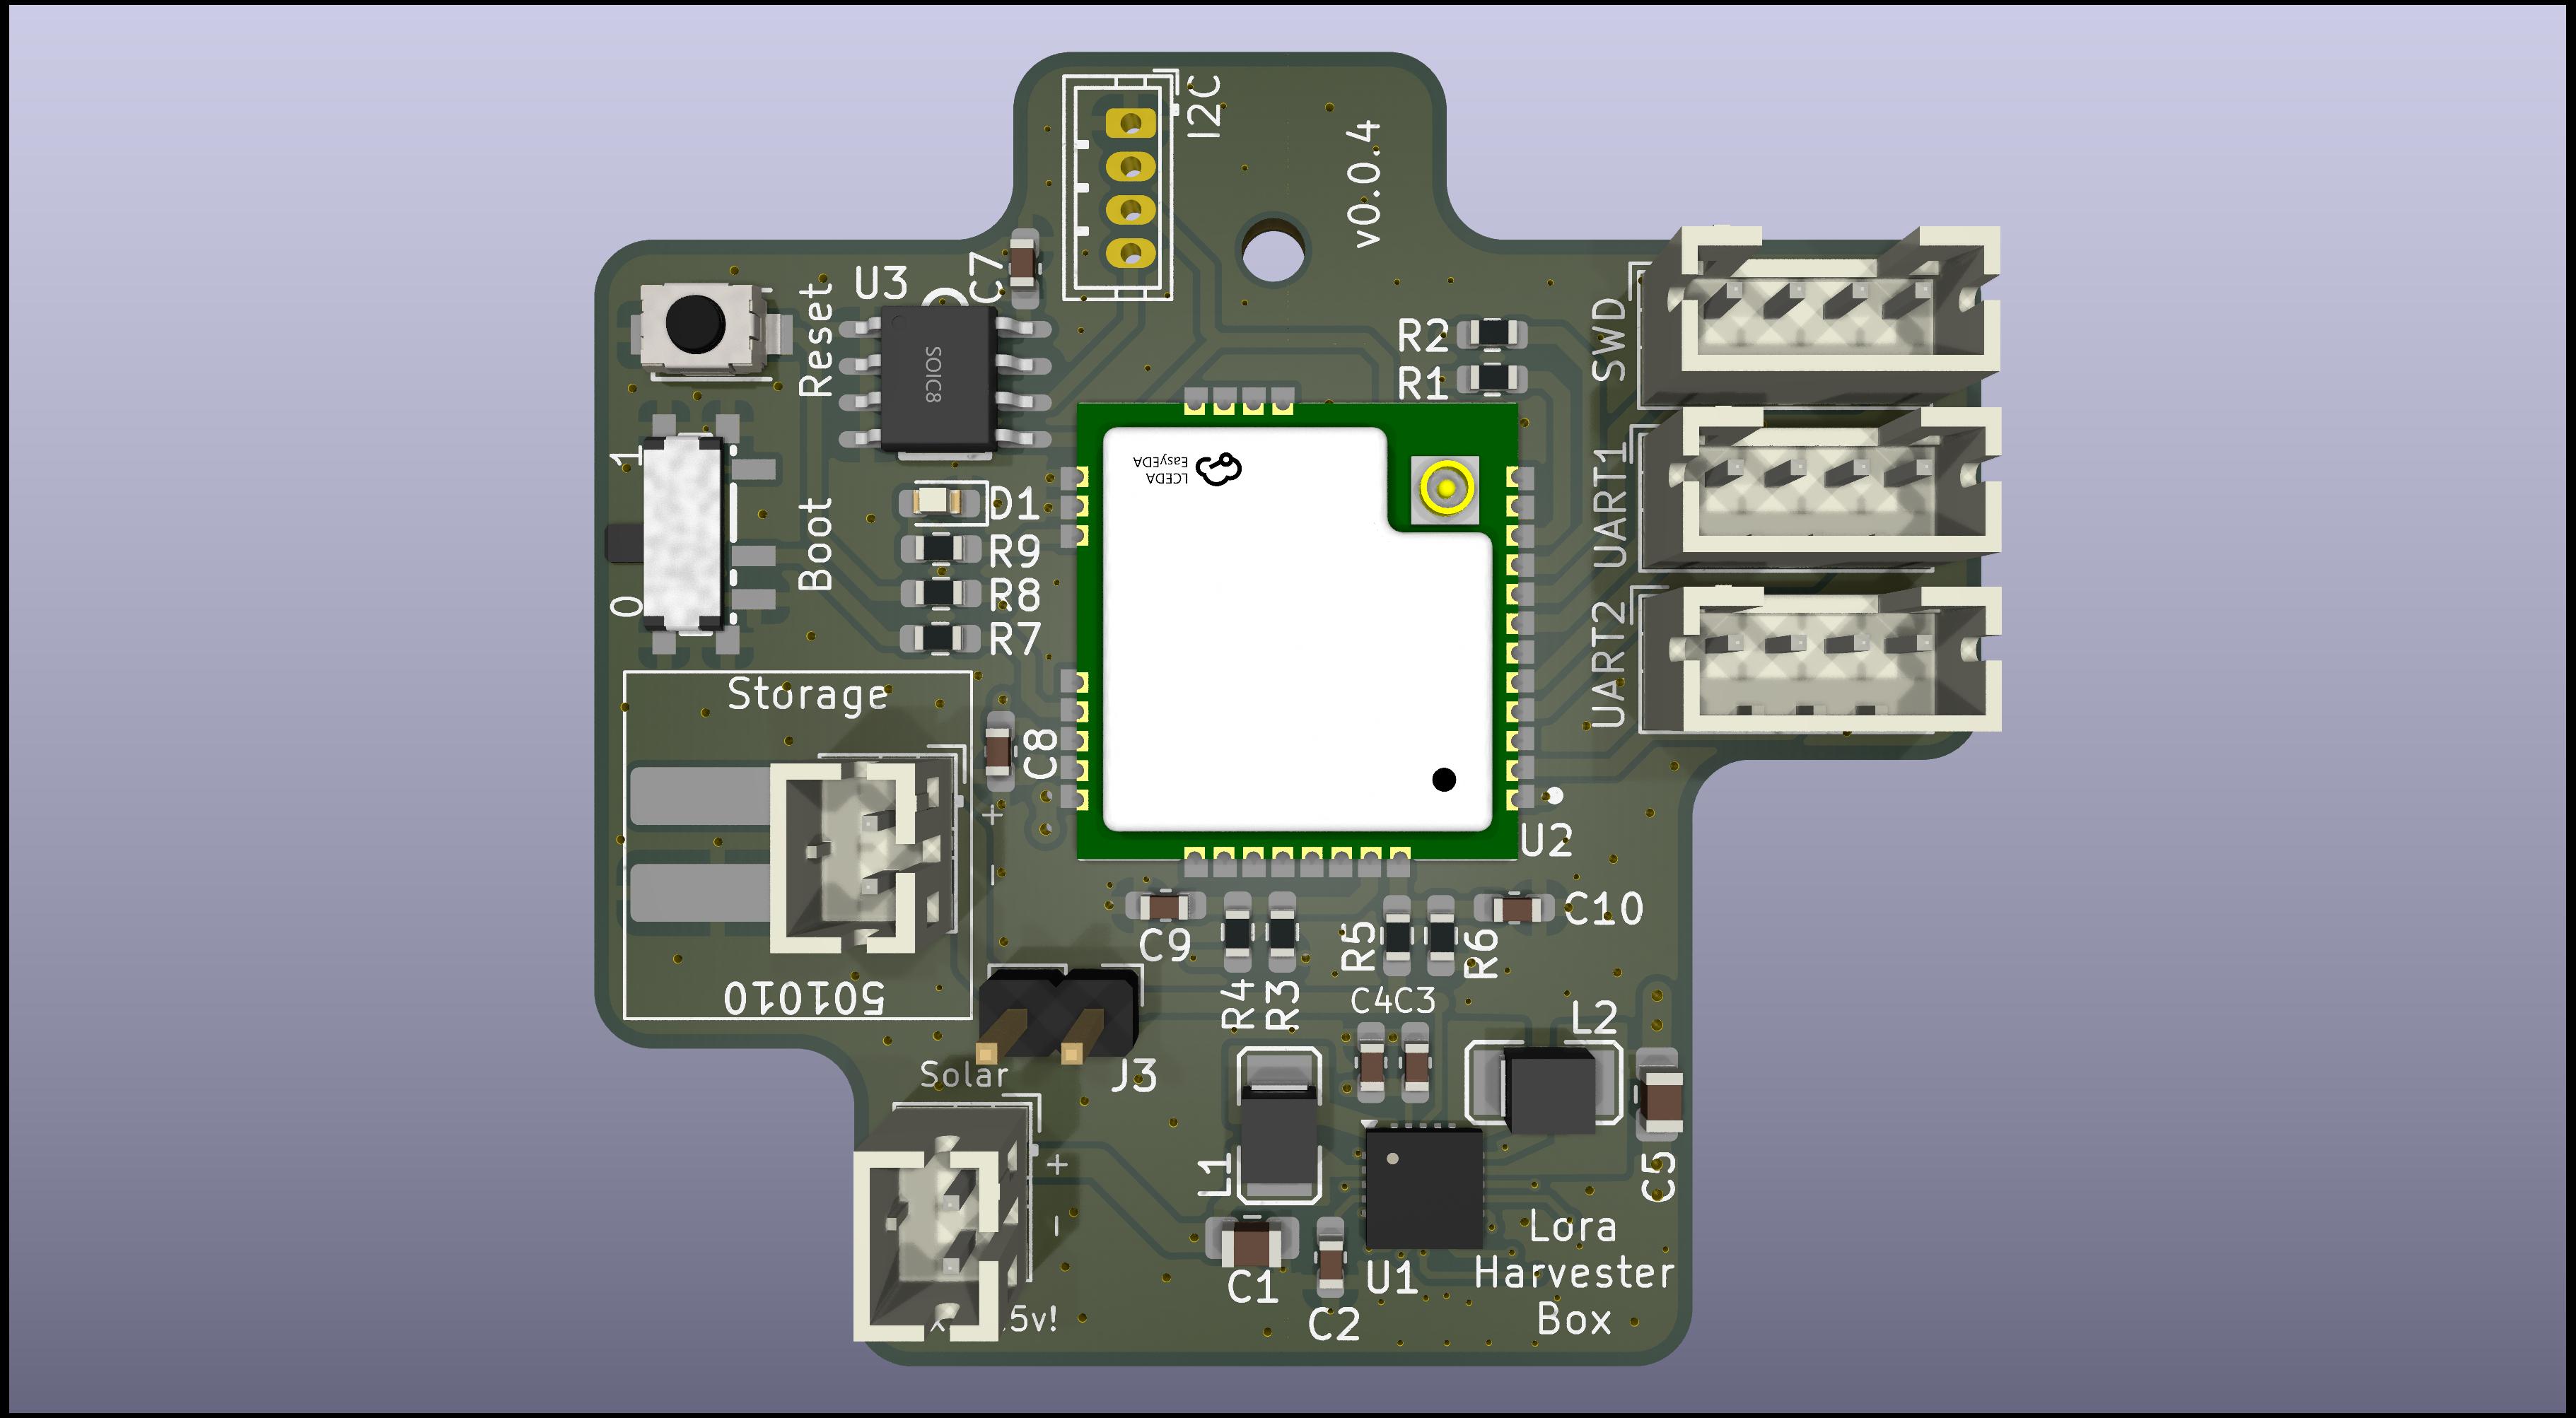 I2C
v0.0.4
U3
C7
Reset
SOIC8
R2
R1
SWD
LCEDA
EasyEDA
1
Boot
0
D1
R9
R8
R7
UART1
UART2
Storage
C8
+
-
501010
U2
C9
C10
R4
R3
R5
R6
C4C3
L2
Solar
J3
+
-
L1
C5
C1
C2
U1
Lora
Harvester
Box
.5v!